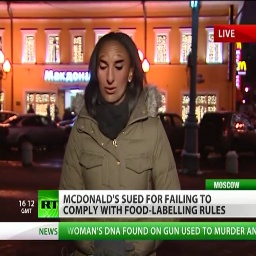 Макдона
LIVE
MOSCOW
16:12
GMT
RT
MCDONALD'S SUED FOR FAILING TO
COMPLY WITH FOOD-LABELLING RULES
NEWS
WOMAN'S DNA FOUND ON GUN USED TO MURDER AN